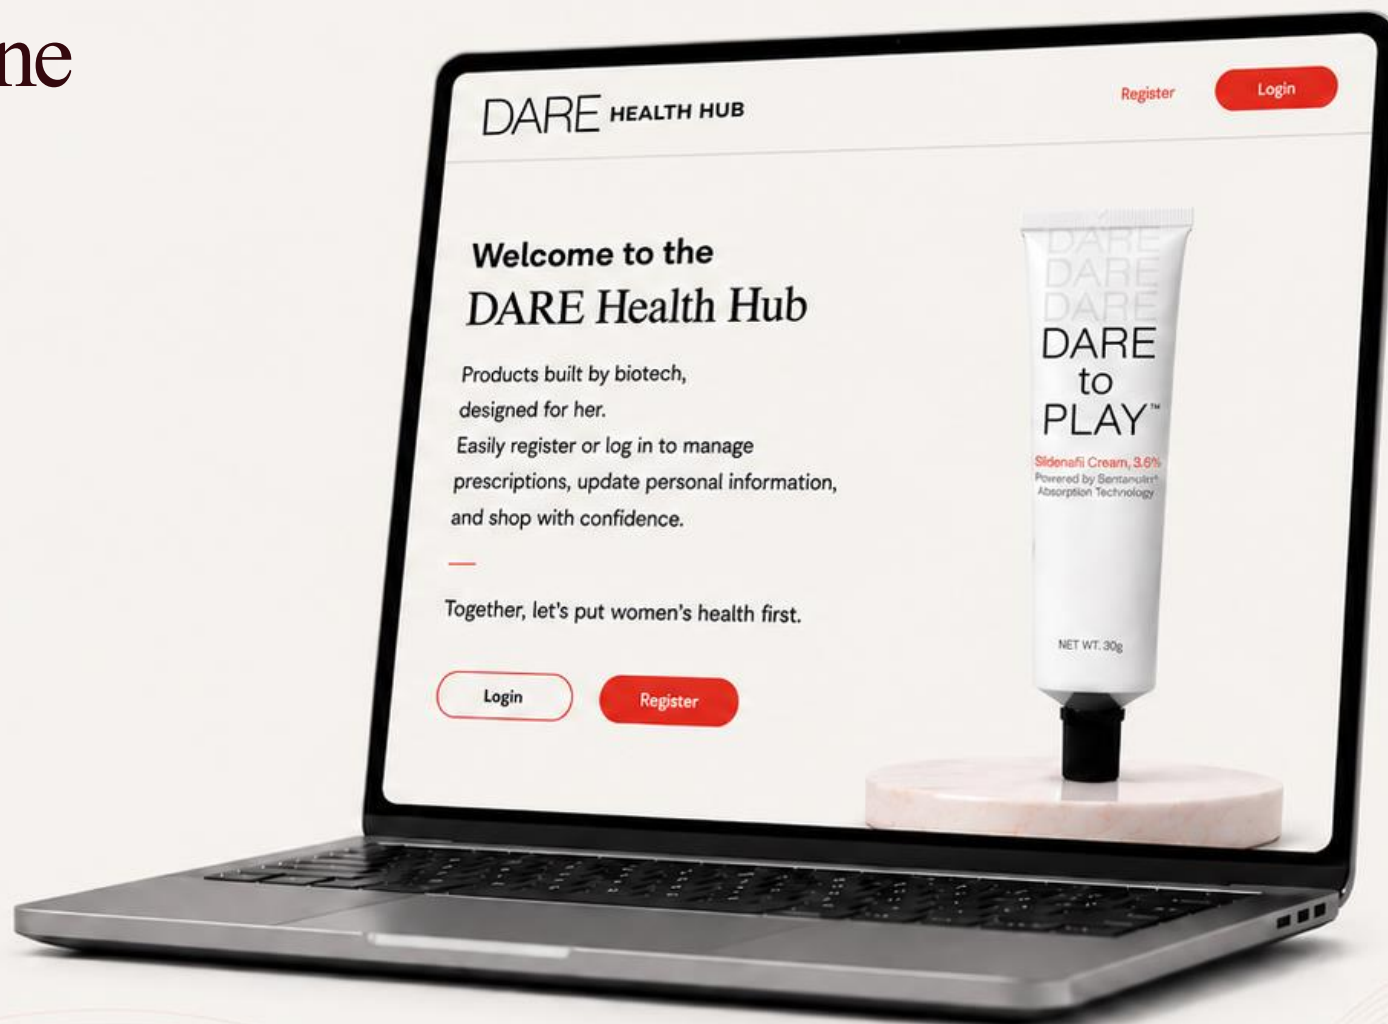 ne
DARE HEALTH HUB
Register
Login
Welcome to the
DARE Health Hub
Products built by biotech,
designed for her.
Easily register or log in to manage
prescriptions, update personal information,
and shop with confidence.
Together, let's put women's health first.
Login
Register
DARE
DARE
DARE
DARE
to
PLAY™
Sildenafil Cream, 3.6%
Powered by
Absorption Technology
NET WT. 30g